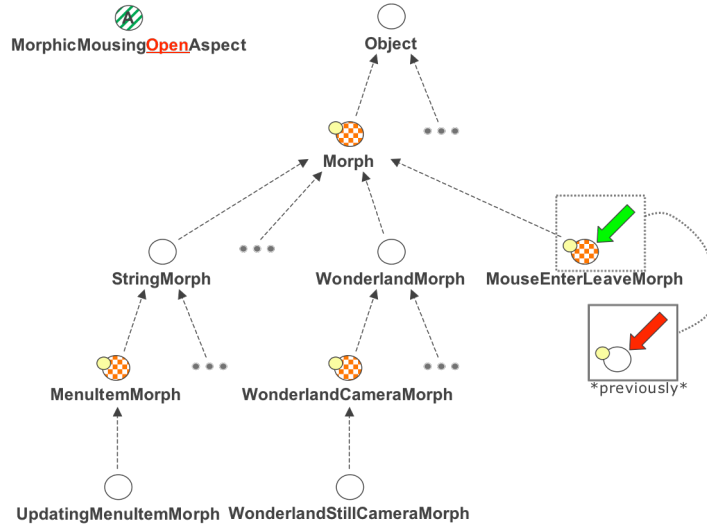 A
MorphicMousingOpenAspect
Object
Morph
StringMorph
WonderlandMorph
MouseEnterLeaveMorph
*previously*
MenuItemMorph
WonderlandCameraMorph
UpdatingMenuItemMorph
WonderlandStillCameraMorph